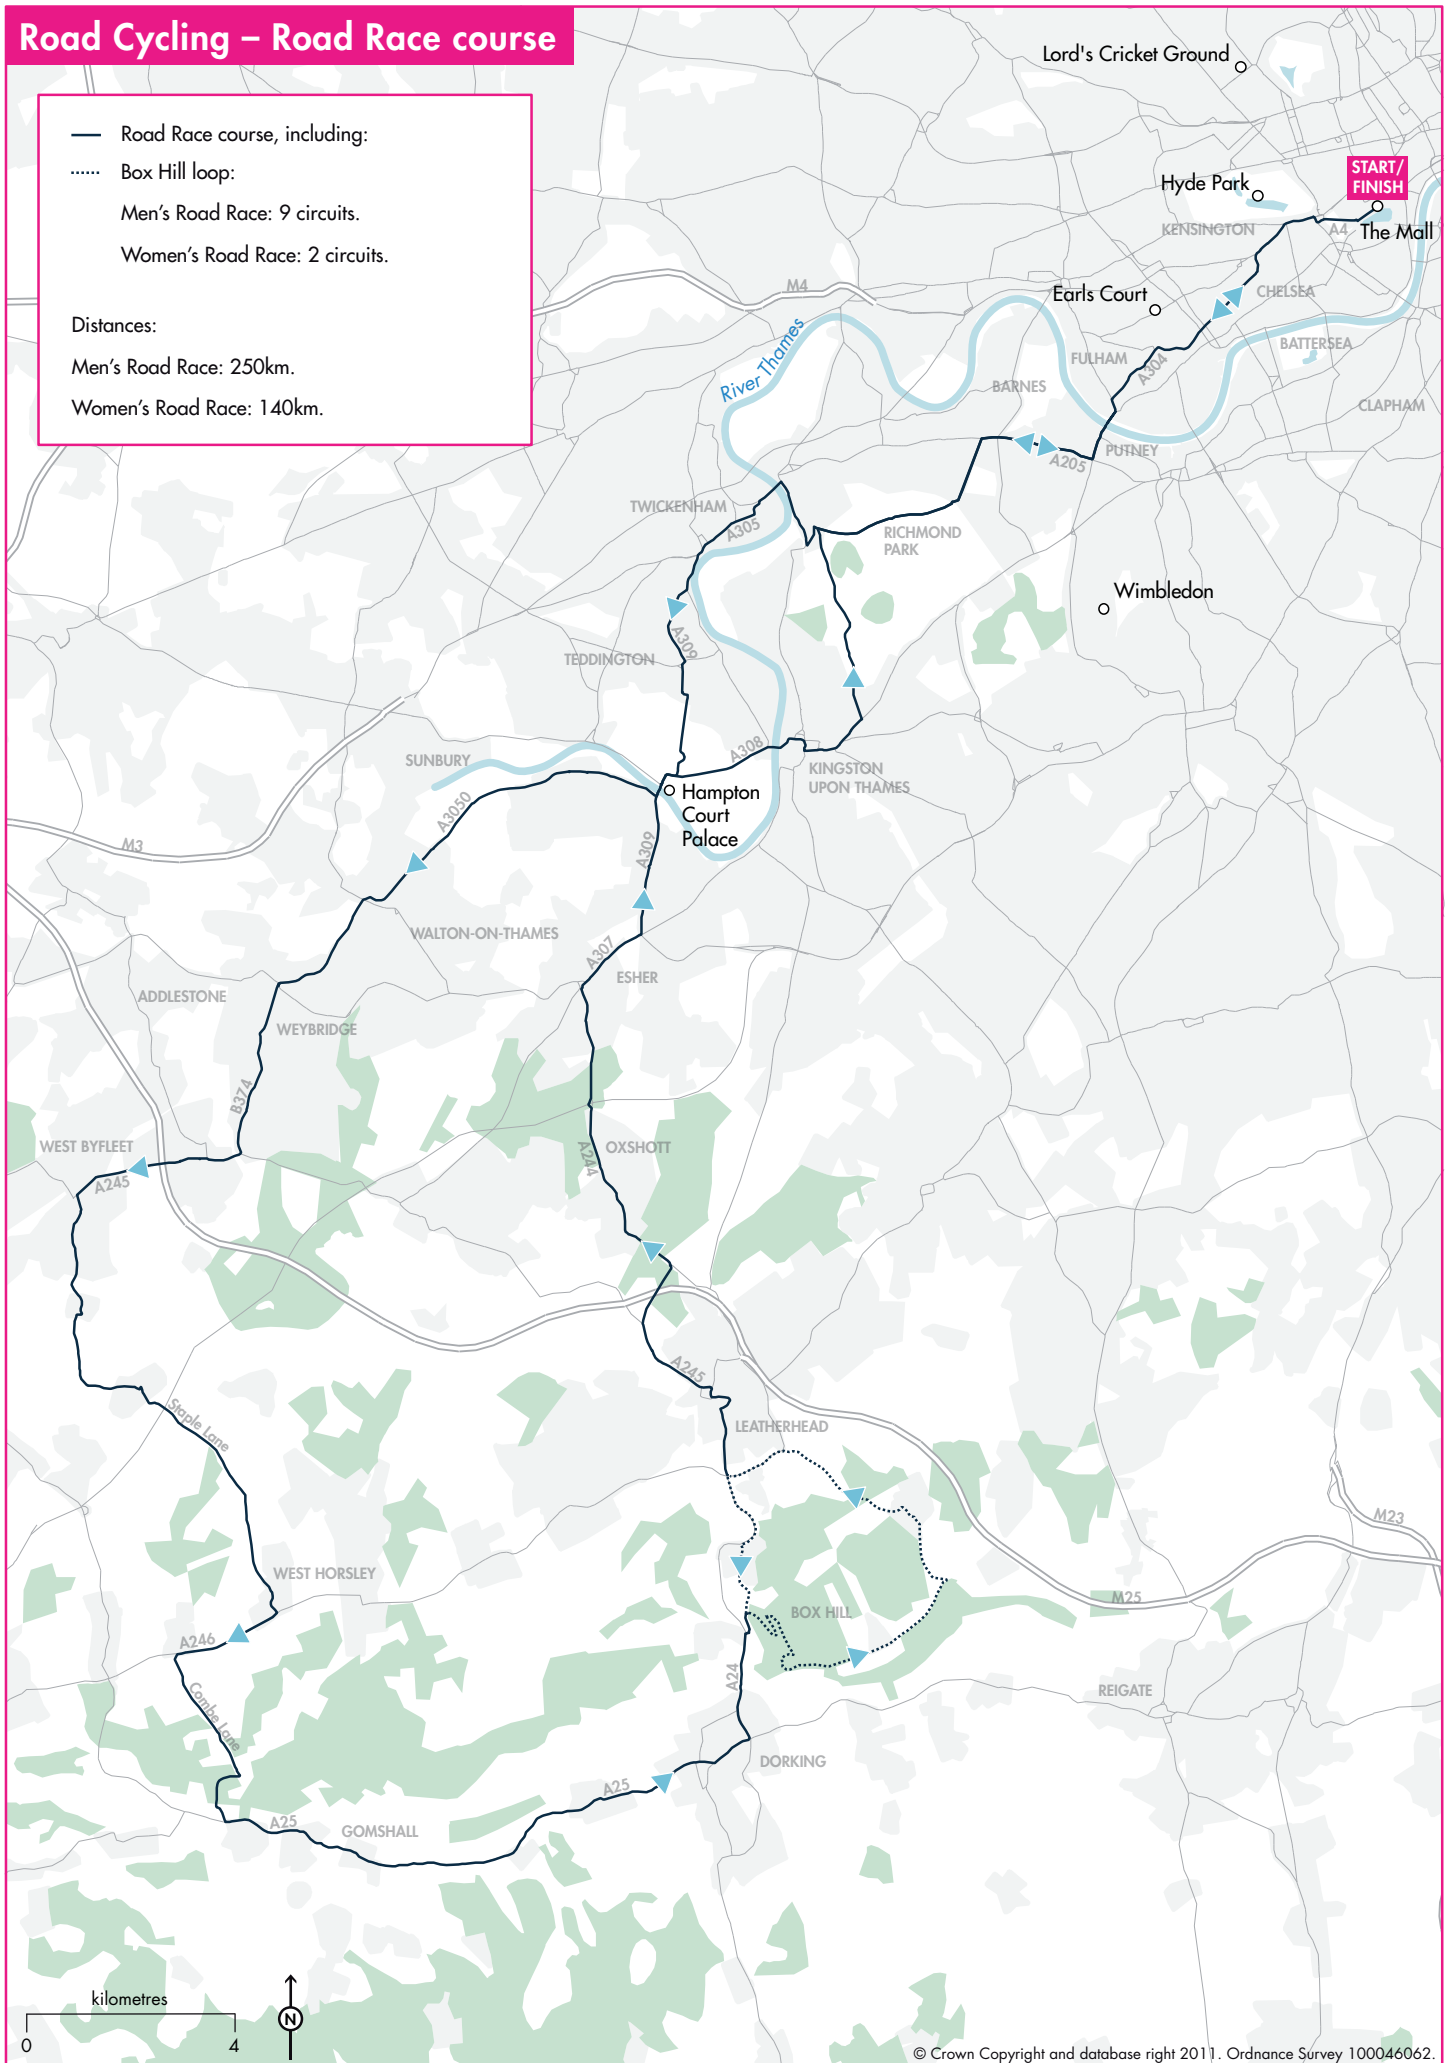 Road Cycling – Road Race course
Road Race course, including:
Box Hill loop:
Men's Road Race: 9 circuits.
Women's Road Race: 2 circuits.
Distances:
Men's Road Race: 250km.
Women's Road Race: 140km.
Lord's Cricket Ground
START/
FINISH
Hyde Park
KENSINGTON
A4
The Mall
M4
Earls Court
CHELSEA
River Thames
BATTERSEA
FULHAM
A304
BARNES
CLAPHAM
PUTNEY
A205
TWICKENHAM
A305
RICHMOND
PARK
Wimbledon
A309
TEDDINGTON
A308
SUNBURY
KINGSTON
UPON THAMES
Hampton
Court
Palace
A3050
M3
A309
WALTON-ON-THAMES
A307
ESHER
ADDLESTONE
WEYBRIDGE
B374
WEST BYFLEET
A245
A244
OXSHOTT
A245
Staple Lane
LEATHERHEAD
M23
WEST HORSLEY
M25
BOX HILL
A246
A24
Combe Lane
REIGATE
DORKING
A25
A25
GOMSHALL
kilometres
0
4
N
© Crown Copyright and database right 2011. Ordnance Survey 100046062.